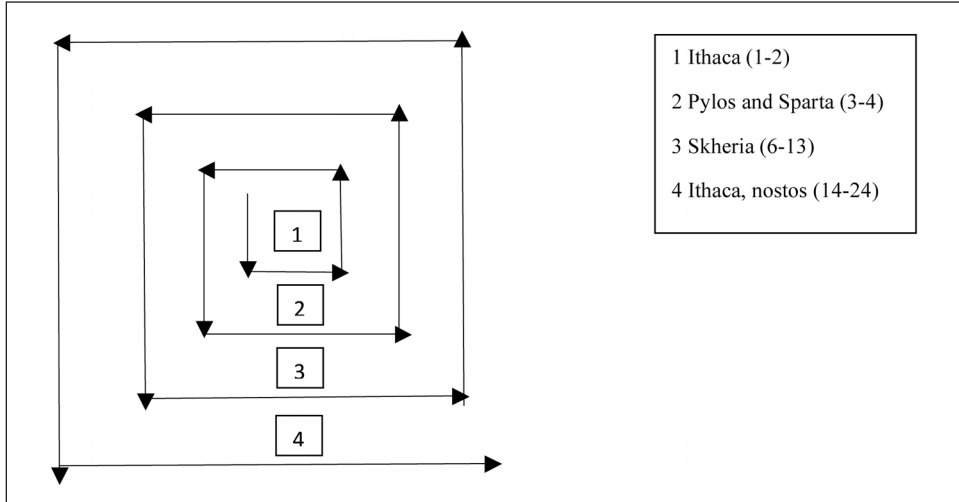 1 Ithaca (1-2)
2 Pylos and Sparta (3-4)
3 Skheria (6-13)
4 Ithaca, nostos (14-24)
1
2
3
4